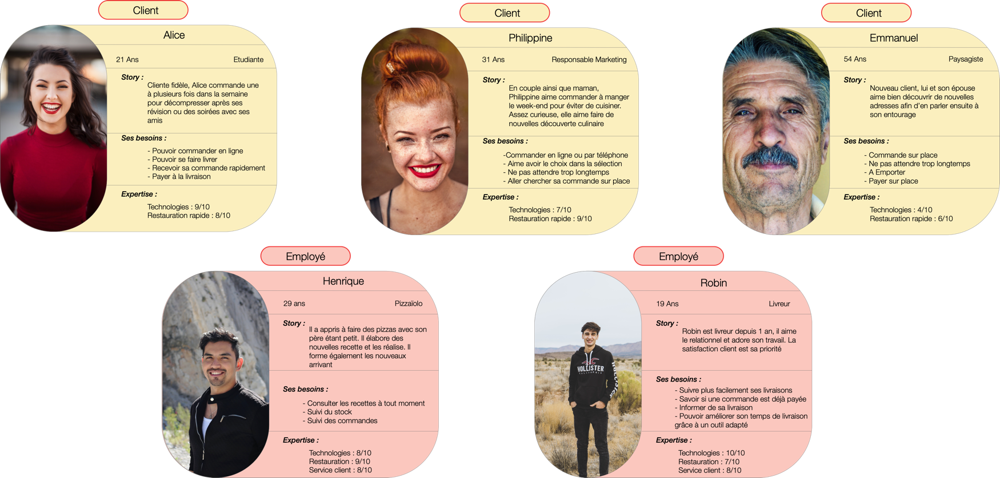 Client
Alice
21 Ans Etudiante
Story :
Cliente fidèle, Alice commande une
à plusieurs fois dans la semaine
pour décompresser après ses
révision ou des soirées avec ses
amis
Ses besoins :
- Pouvoir commander en ligne
- Pouvoir se faire livrer
- Recevoir sa commande rapidement
- Payer à la livraison
Expertise :
Technologies : 9/10
Restauration rapide : 8/10
Client
Philippine
31 Ans Responsable Marketing
Story :
En couple ainsi que maman,
Philippine aime commander à manger
le week-end pour éviter de cuisiner.
Assez curieuse, elle aime faire de
nouvelles découverte culinaire
Ses besoins :
-Commander en ligne ou par téléphone
- Aime avoir le choix dans la sélection
- Ne pas attendre trop longtemps
- Aller chercher sa commande sur place
Expertise :
Technologies : 7/10
Restauration rapide : 9/10
Client
Emmanuel
54 Ans Paysagiste
Story :
Nouveau client, lui et son épouse
aime bien découvrir de nouvelles
adresses afin d'en parler ensuite à
son entourage
Ses besoins :
- Commande sur place
- Ne pas attendre trop longtemps
- A Emporter
- Payer sur place
Expertise :
Technologies : 4/10
Restauration rapide : 6/10
Employé
Henrique
29 ans Pizzaïolo
Story :
Il a appris à faire des pizzas avec son
père étant petit. Il élabore des
nouvelles recette et les réalise. Il
forme également les nouveaux
arrivant
Ses besoins :
- Consulter les recettes à tout moment
- Suivi du stock
- Suivi des commandes
Expertise :
Technologies : 8/10
Restauration : 9/10
Service client : 8/10
Employé
Robin
19 Ans Livreur
Story :
Robin est livreur depuis 1 an, il aime
le relationnel et adore son travail. La
satisfaction client est sa priorité
HOLLISTER
CALIFORNIA
HOLLISTER
Ses besoins :
- Suivre plus facilement ses livraisons
- Savoir si une commande est déjà payée
- Informer de sa livraison
- Pouvoir améliorer son temps de livraison
grâce à un outil adapté
Expertise :
Technologies : 10/10
Restauration : 7/10
Service client : 8/10